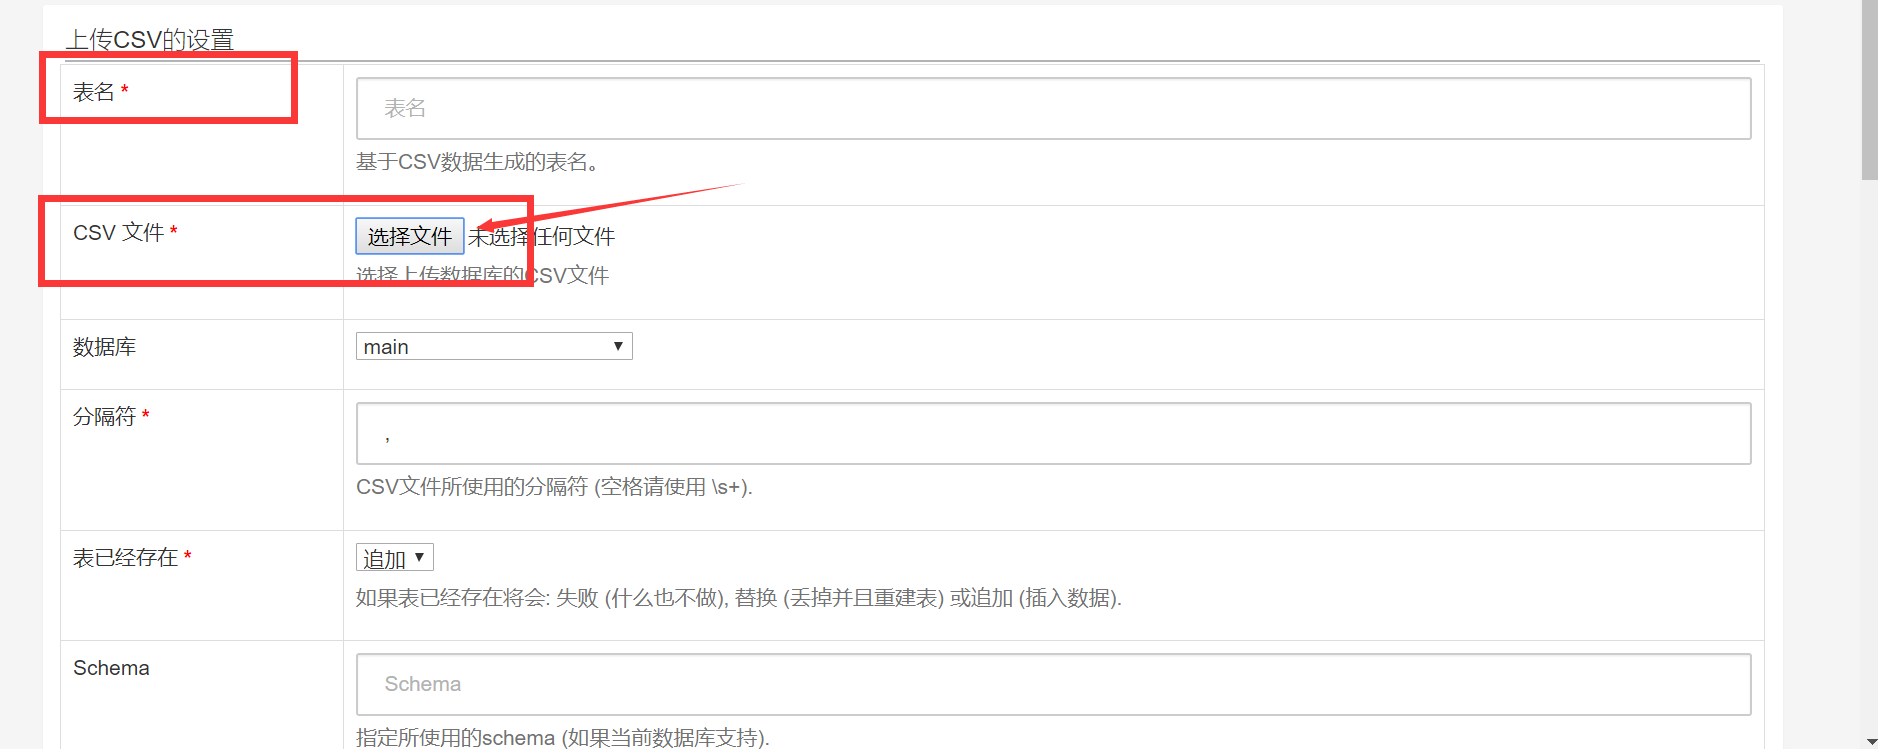 上传CSV的设置
表名 *
表名
基于CSV数据生成的表名。
CSV 文件 *
选择文件 未选择任何文件
选择上传数据库的CSV文件
数据库
main
分隔符 *
,
CSV文件所使用的分隔符 (空格请使用 \s+).
表已经存在 *
追加
如果表已经存在将会: 失败 (什么也不做), 替换 (丢掉并且重建表) 或追加 (插入数据).
Schema
Schema
指定所使用的schema (如果当前数据库支持).